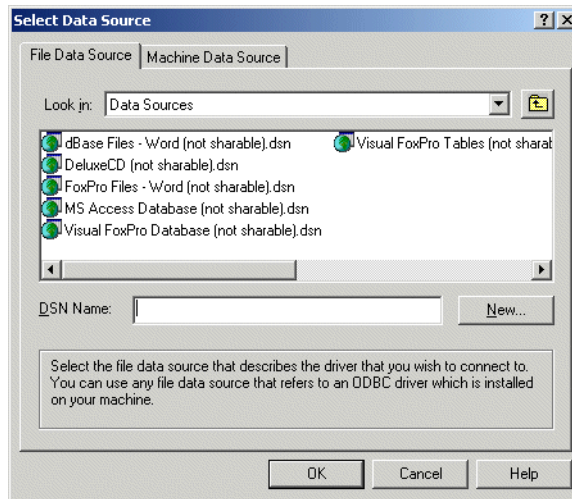 Select Data Source
File Data Source
Machine Data Source
Look in: Data Sources
dBase Files - Word (not sharable).dsn
DeluxeCD (not sharable).dsn
FoxPro Files - Word (not sharable).dsn
MS Access Database (not sharable).dsn
Visual FoxPro Database (not sharable).dsn
Visual FoxPro Tables (not sharab
DSN Name:
New...
Select the file data source that describes the driver that you wish to connect to.
You can use any file data source that refers to an ODBC driver which is installed
on your machine.
OK
Cancel
Help